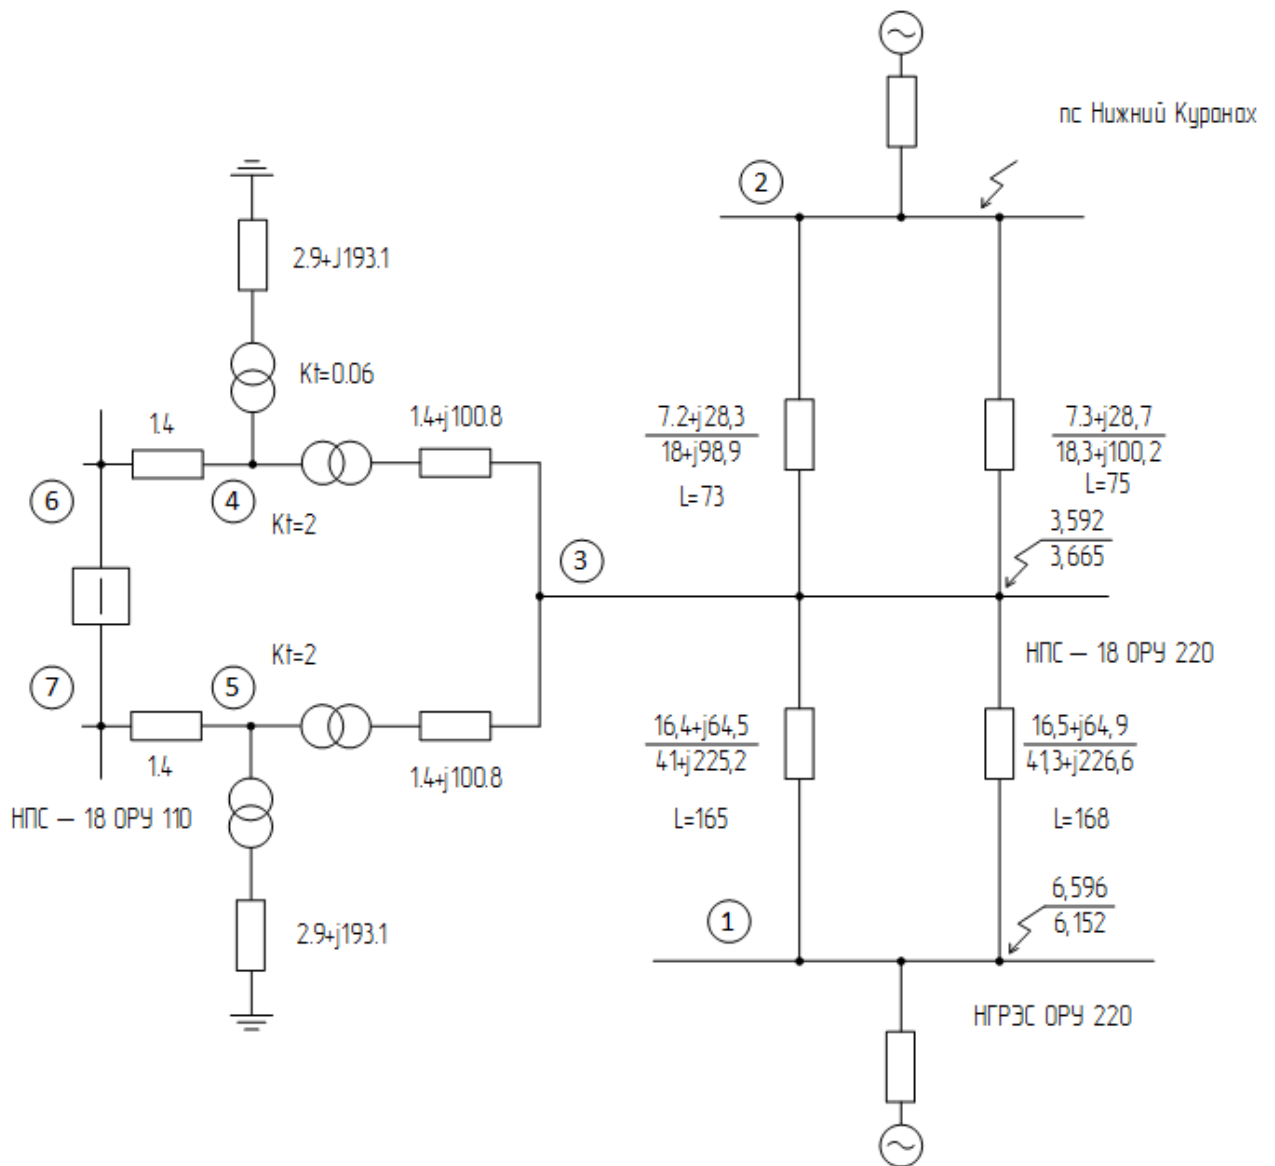 пс Нижний Куранах
2
2.9+J193.1
Kt=0.06
1.4
1.4+j100.8
7.2+j28,3
18+j98,9
L=73
7.3+j28,7
18,3+j100,2
L=75
6
4
Kt=2
3
3,592
3,665
Kt=2
НПС – 18 ОРУ 220
7
5
1.4
1.4+j100.8
16,4+j64,5
41+j225,2
L=165
16,5+j64,9
41,3+j226,6
L=168
НПС – 18 ОРУ 110
2.9+j193.1
1
6,596
6,152
НГРЭС ОРУ 220